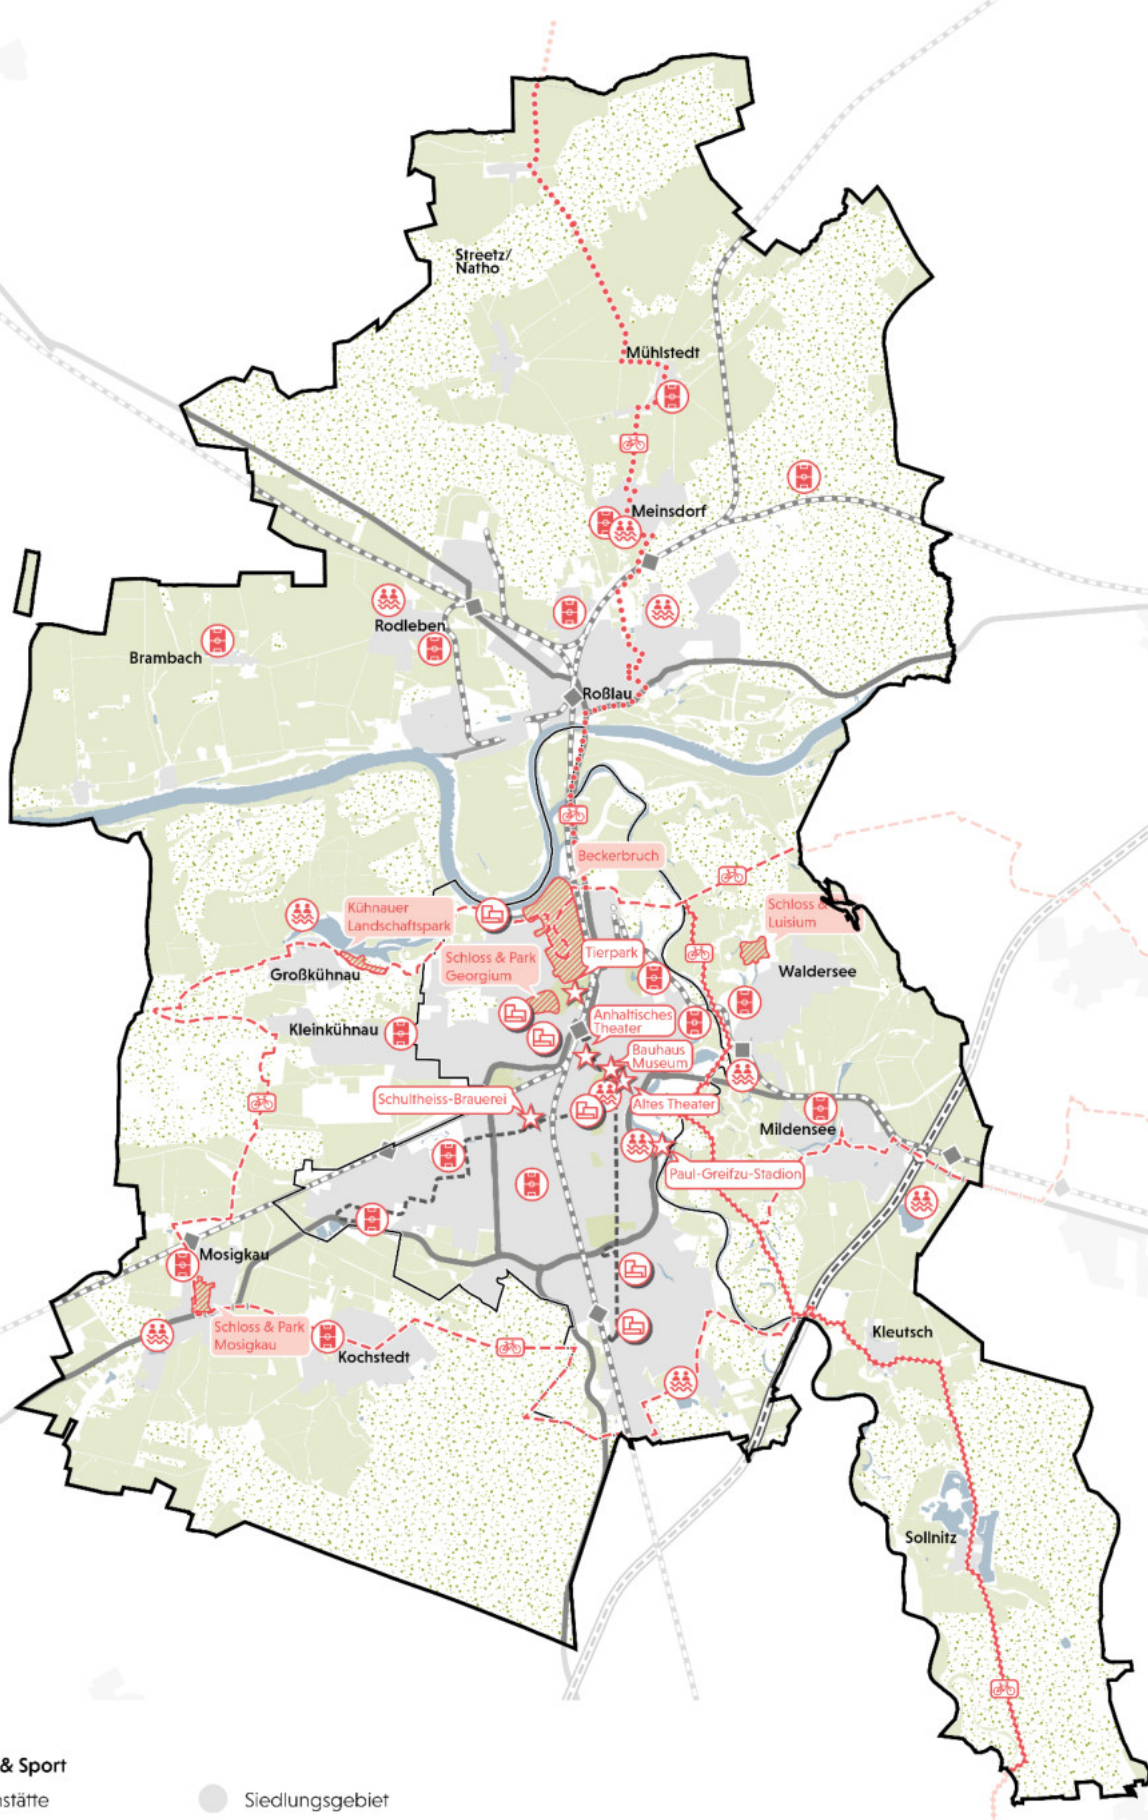 Streetz/
Natho
Mühlstedt
Meinsdorf
Rodleben
Brambach
Roßlau
Beckerbruch
Kühnauer
Landschaftspark
Schloss &
Luisium
Schloss & Park
Georgium
Tierpark
Großkühnau
Waldersee
Kleinkühnau
Anhaltisches
Theater
Bauhaus
Museum
Schultheiss-Brauerei
Altes Theater
Mildensee
Paul-Greifzu-Stadion
Mosigkau
Schloss & Park
Mosigkau
Kochstedt
Kleutsch
Sollnitz
& Sport
stätte
Siedlungsgebiet